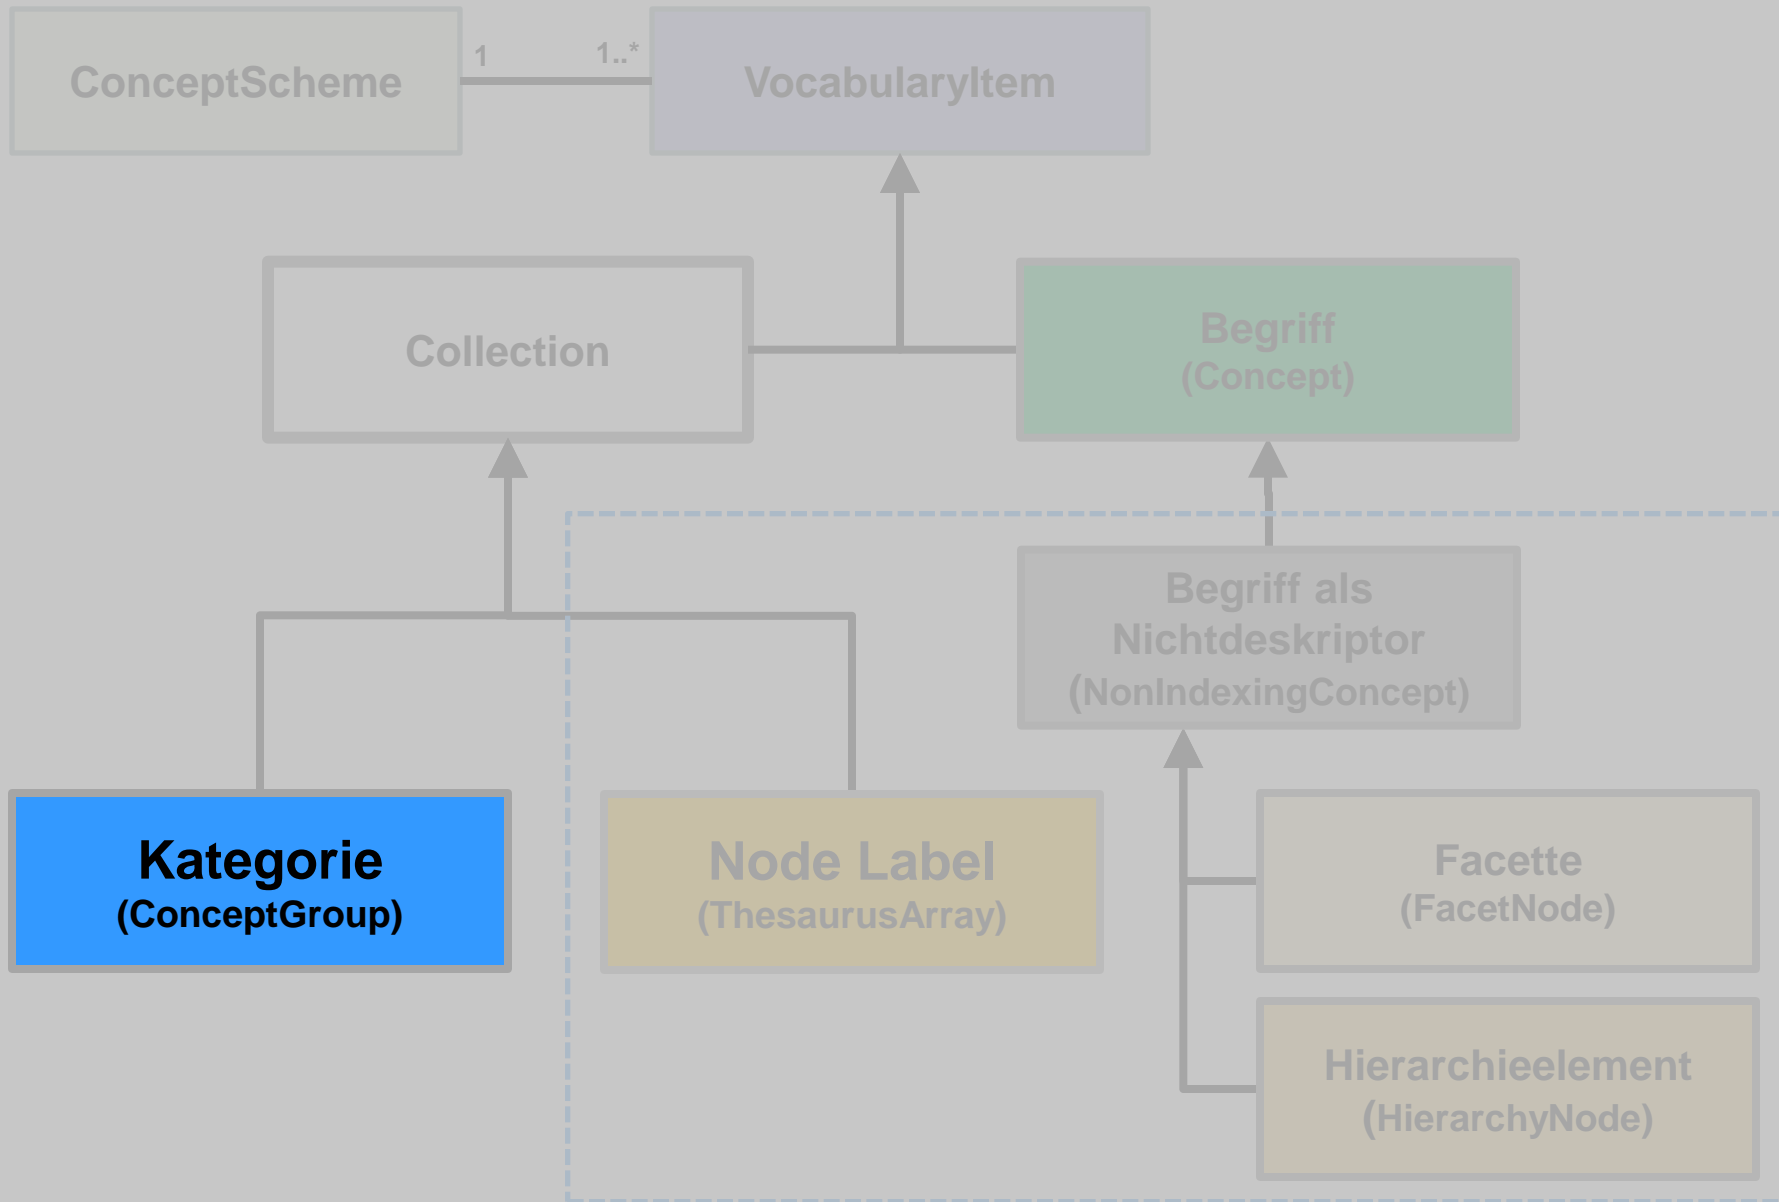 ConceptScheme
1
1..*
VocabularyItem
Collection
Begriff
(Concept)
Begriff als
Nichtdeskriptor
(NonIndexingConcept)
Kategorie
(ConceptGroup)
Node Label
(ThesaurusArray)
Facette
(FacetNode)
Hierarchieelement
(HierarchyNode)